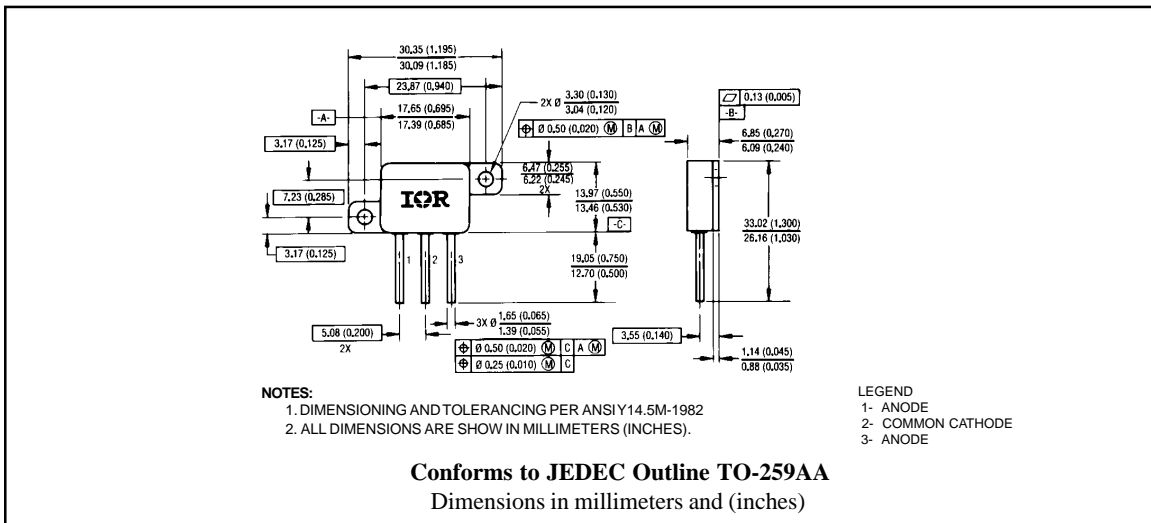 30.35 (1.195)
30.09 (1.185)
23.87 (0.940)
-A-
17.65 (0.695)
17.39 (0.685)
2X Ø 3.30 (0.130)
3.04 (0.120)
⌖ Ø 0.50 (0.020) Ⓜ B A Ⓜ
3.17 (0.125)
6.47 (0.255)
6.22 (0.245)
2X
7.23 (0.285)
IOR
13.97 (0.550)
13.46 (0.530)
-C-
3.17 (0.125)
1 2 3
19.05 (0.750)
12.70 (0.500)
5.08 (0.200)
2X
3X Ø 1.65 (0.065)
1.39 (0.055)
⌖ Ø 0.50 (0.020) Ⓜ C A Ⓜ
⌖ Ø 0.25 (0.010) Ⓜ C
⏥ 0.13 (0.005)
-B-
6.85 (0.270)
6.09 (0.240)
33.02 (1.300)
26.16 (1.030)
3.55 (0.140)
1.14 (0.045)
0.88 (0.035)
NOTES:
1. DIMENSIONING AND TOLERANCING PER ANSI Y14.5M-1982
2. ALL DIMENSIONS ARE SHOW IN MILLIMETERS (INCHES).
LEGEND
1- ANODE
2- COMMON CATHODE
3- ANODE
Conforms to JEDEC Outline TO-259AA
Dimensions in millimeters and (inches)